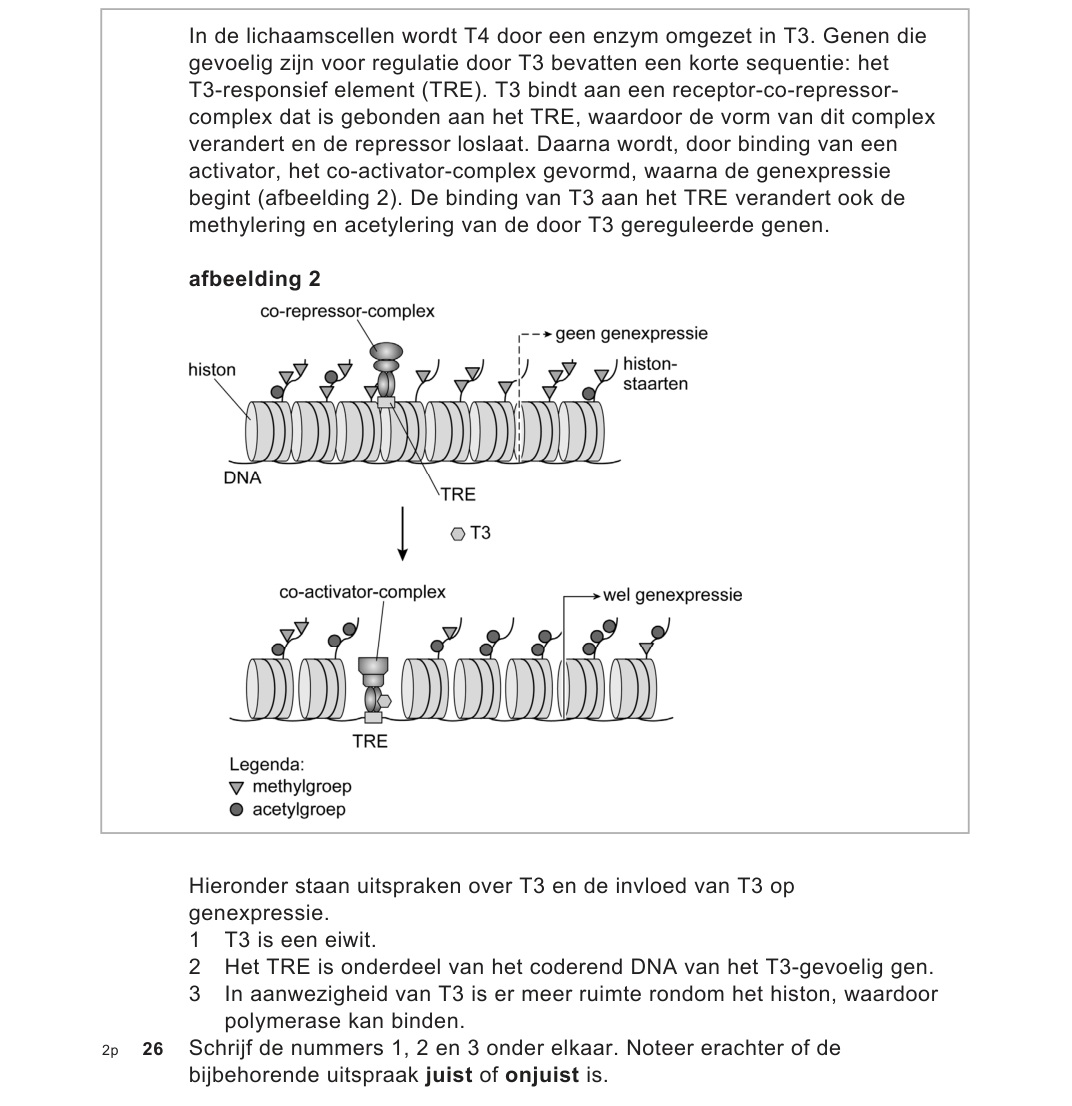 In de lichaamscellen wordt T4 door een enzym omgezet in T3. Genen die
gevoelig zijn voor regulatie door T3 bevatten een korte sequentie: het
T3-responsief element (TRE). T3 bindt aan een receptor-co-repressor-
complex dat is gebonden aan het TRE, waardoor de vorm van dit complex
verandert en de repressor loslaat. Daarna wordt, door binding van een
activator, het co-activator-complex gevormd, waarna de genexpressie
begint (afbeelding 2). De binding van T3 aan het TRE verandert ook de
methylering en acetylering van de door T3 gereguleerde genen.
afbeelding 2
co-repressor-complex
geen genexpressie
histon
histon-
staarten
DNA
TRE
T3
co-activator-complex
wel genexpressie
TRE
Legenda:
methylgroep
acetylgroep
Hieronder staan uitspraken over T3 en de invloed van T3 op
genexpressie.
1 T3 is een eiwit.
2 Het TRE is onderdeel van het coderend DNA van het T3-gevoelig gen.
3 In aanwezigheid van T3 is er meer ruimte rondom het histon, waardoor
polymerase kan binden.
2p 26 Schrijf de nummers 1, 2 en 3 onder elkaar. Noteer erachter of de
bijbehorende uitspraak juist of onjuist is.